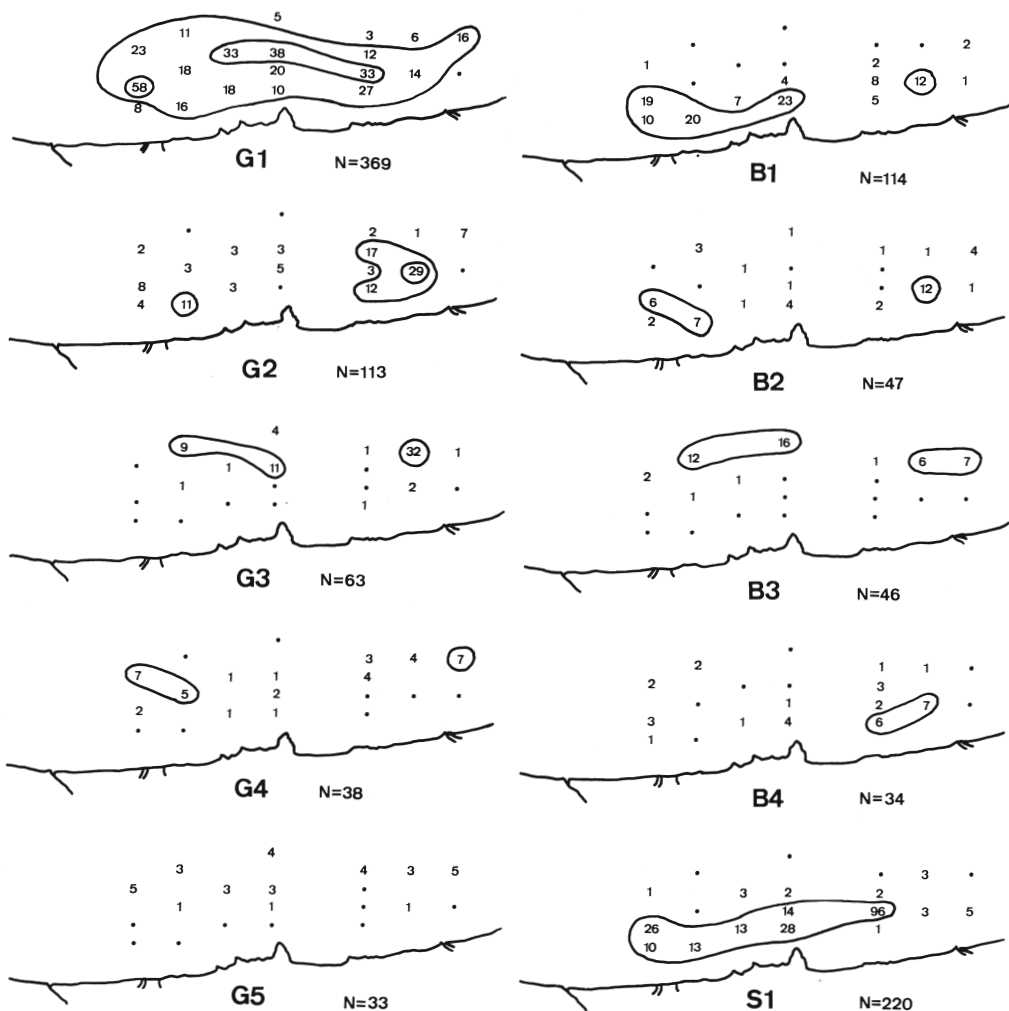 5
11 3 6 16
23 33 38 12
18 20 33 14
58 18 10 27
8 16
G1 N=369
2
1 2
4 8 12 1
19 7 23 5
10 20
B1 N=114
2 1 7
2 3 3 17
3 5 3 29
8 3 12
4 11
G2 N=113
1
3 1 1 4
1
1 12 1
6 1 4 2
2 7
B2 N=47
4
9 1 32 1
1 11
1 2
1
G3 N=63
16
12 1 6 7
2 1
1
B3 N=46
3 4 7
7 1 1 4
5 2
2 1 1
G4 N=38
2 1 1
2 3
1 2 7
3 1 4 6
1
B4 N=34
4
3 4 3 5
5 3 3
1 1 1
G5 N=33
3
1 3 2 2
14 96 3 5
26 13 28 1
10 13
S1 N=220